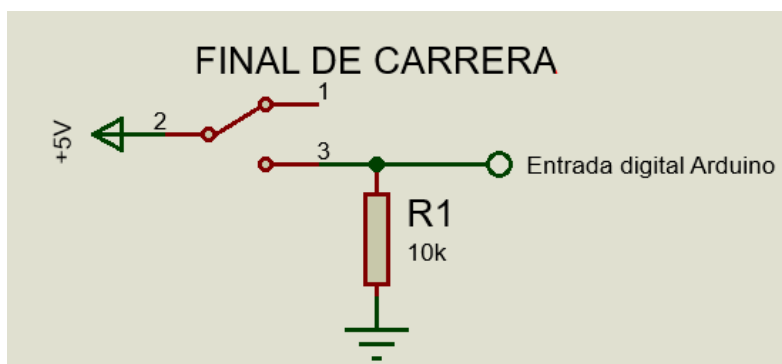 FINAL DE CARRERA
1
+5V
2
3
Entrada digital Arduino
R1
10k